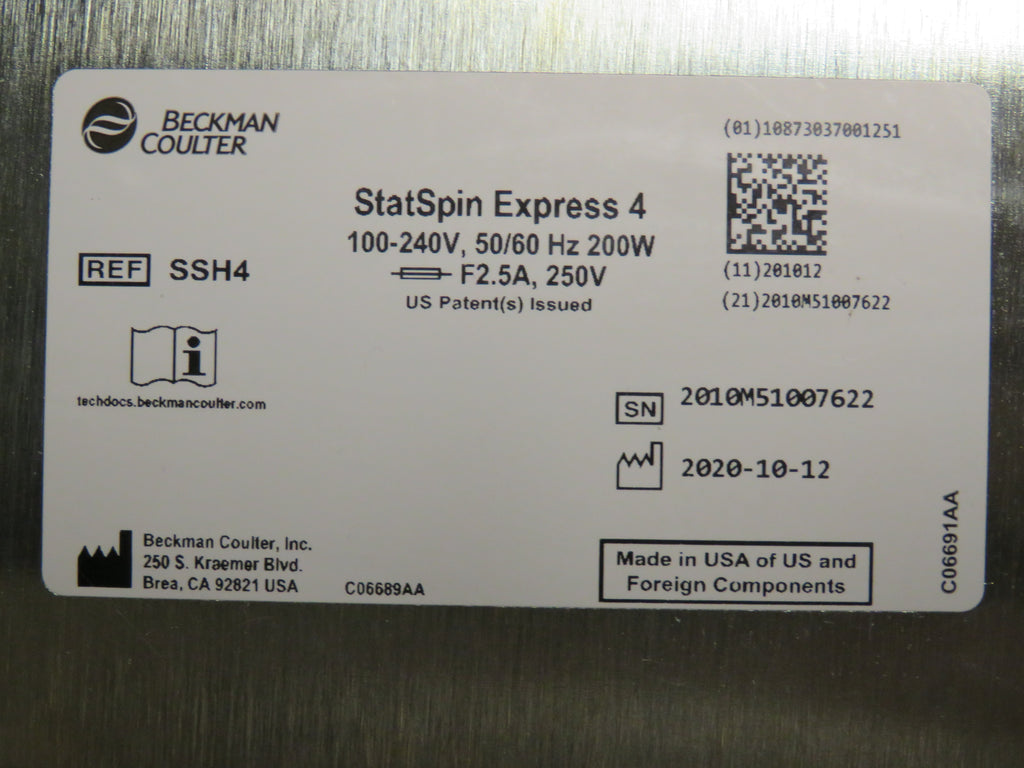 BECKMAN
COULTER
(01)10873037001251
StatSpin Express 4
100-240V, 50/60 Hz 200W
F2.5A, 250V
US Patent(s) Issued
REF SSH4
(11)201012
(21)2010M51007622
i
techdocs.beckmancoulter.com
SN 2010M51007622
2020-10-12
Beckman Coulter, Inc.
250 S. Kraemer Blvd.
Brea, CA 92821 USA
C06689AA
Made in USA of US and
Foreign Components
C06691AA